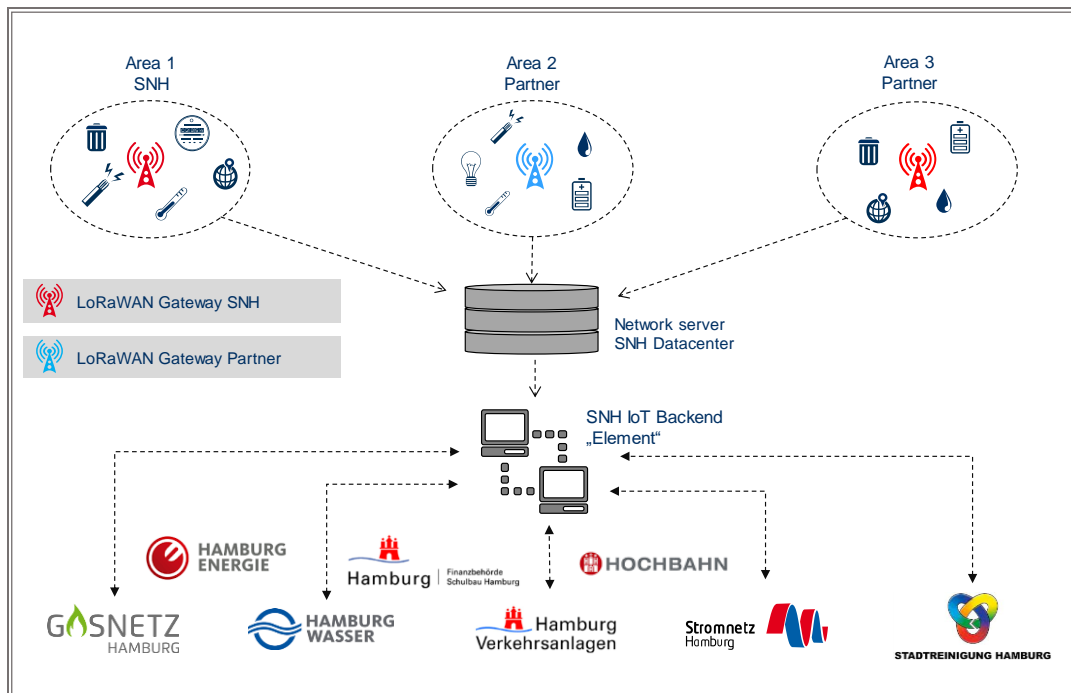 Area 1
SNH
Area 2
Partner
Area 3
Partner
LoRaWAN Gateway SNH
LoRaWAN Gateway Partner
Network server
SNH Datacenter
SNH IoT Backend
„Element“
HAMBURG
ENERGIE
Hamburg
Finanzbehörde
Schulbau Hamburg
HOCHBAHN
GASNETZ
HAMBURG
HAMBURG
WASSER
Hamburg
Verkehrsanlagen
Stromnetz
Hamburg
STADTREINIGUNG HAMBURG